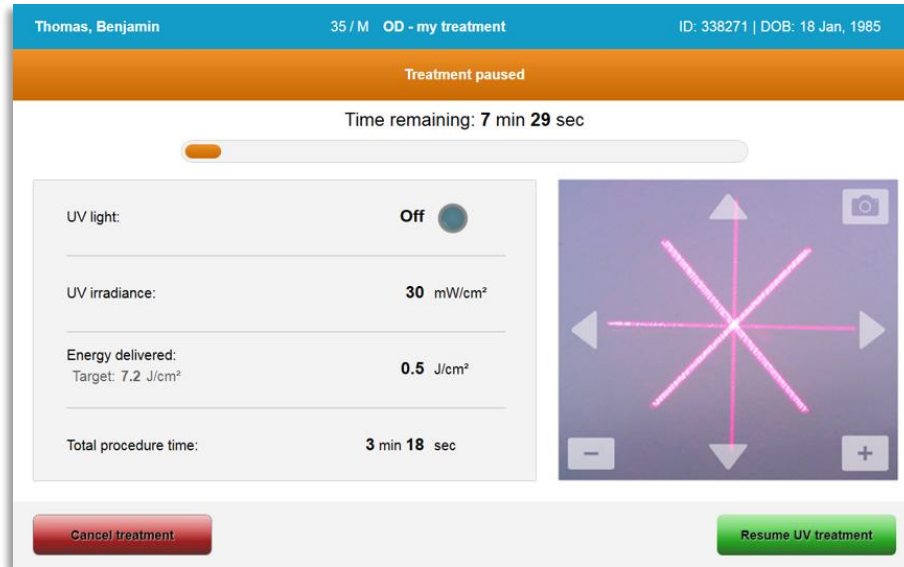 Thomas, Benjamin 35 / M OD - my treatment ID: 338271 | DOB: 18 Jan, 1985
Treatment paused
Time remaining: 7 min 29 sec
UV light: Off
UV irradiance: 30 mW/cm²
Energy delivered:
Target: 7.2 J/cm² 0.5 J/cm²
Total procedure time: 3 min 18 sec
− +
Cancel treatment Resume UV treatment